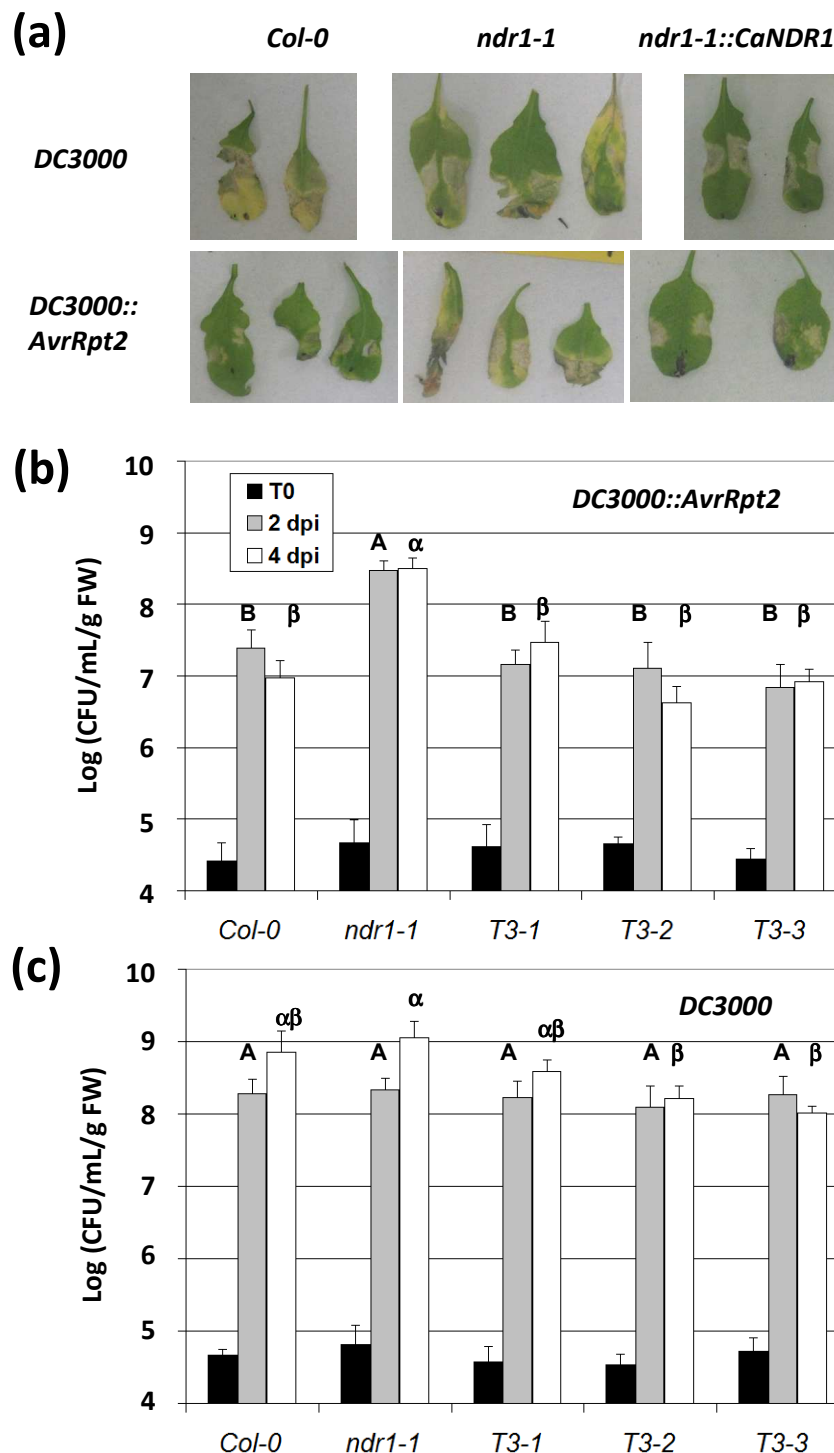 (a)
Col-0 ndr1-1 ndr1-1::CaNDR1
DC3000
DC3000::
AvrRpt2
(b)
10
9
8
7
6
5
4
Log (CFU/mL/g FW)
T0
2 dpi
4 dpi
DC3000::AvrRpt2
A α
B β B β B β B β
Col-0 ndr1-1 T3-1 T3-2 T3-3
(c)
10
9
8
7
6
5
4
Log (CFU/mL/g FW)
DC3000
A αβ A α A αβ A β A β
Col-0 ndr1-1 T3-1 T3-2 T3-3